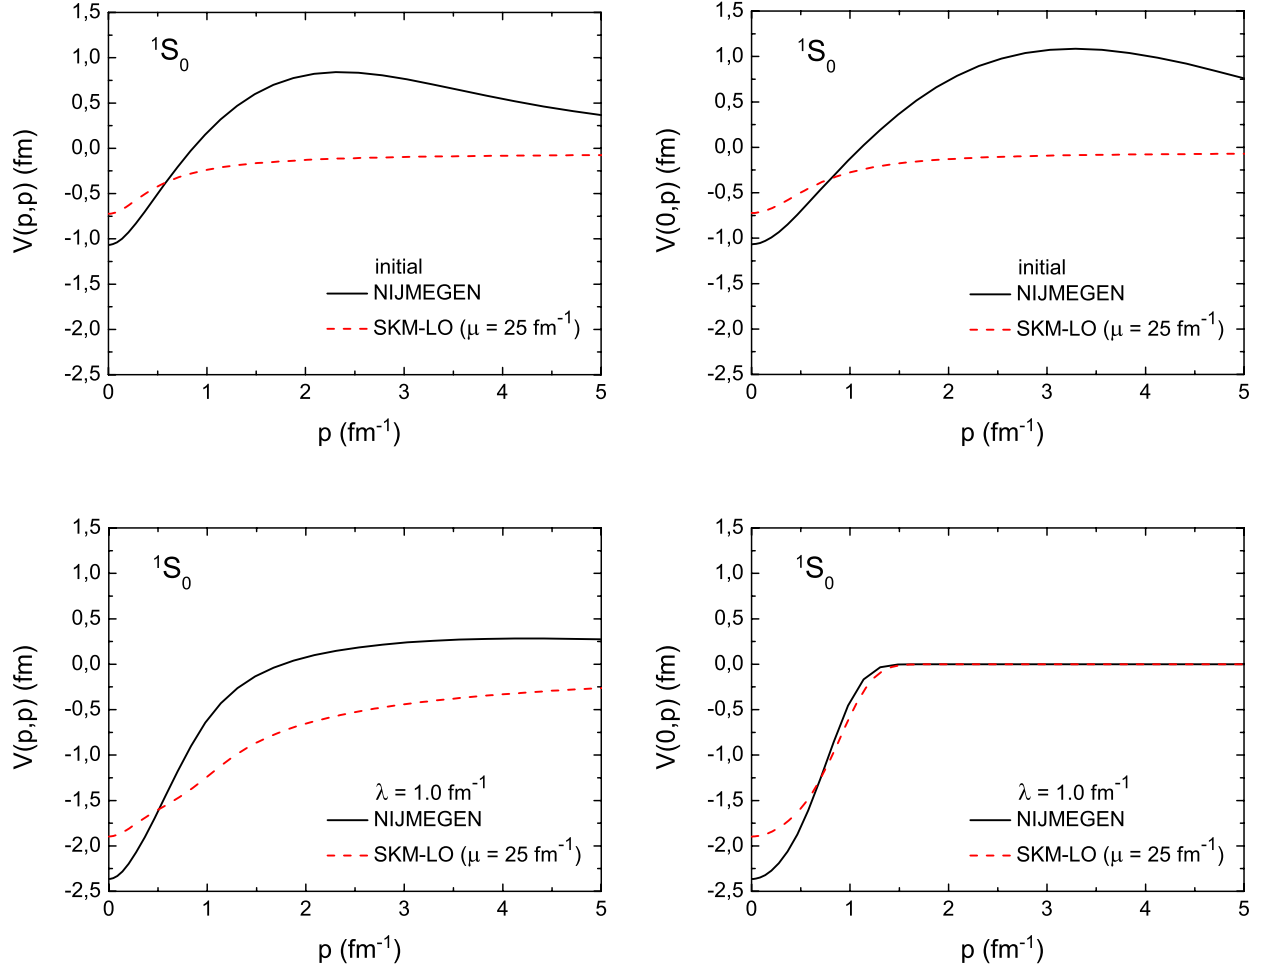 1,5
1,0
0,5
0,0
-0,5
-1,0
-1,5
-2,0
-2,5
V(p,p) (fm)
¹S₀
initial
NIJMEGEN
SKM-LO (μ = 25 fm⁻¹)
0 1 2 3 4 5
p (fm⁻¹)
1,5
1,0
0,5
0,0
-0,5
-1,0
-1,5
-2,0
-2,5
V(0,p) (fm)
¹S₀
initial
NIJMEGEN
SKM-LO (μ = 25 fm⁻¹)
0 1 2 3 4 5
p (fm⁻¹)
1,5
1,0
0,5
0,0
-0,5
-1,0
-1,5
-2,0
-2,5
V(p,p) (fm)
¹S₀
λ = 1.0 fm⁻¹
NIJMEGEN
SKM-LO (μ = 25 fm⁻¹)
0 1 2 3 4 5
p (fm⁻¹)
1,5
1,0
0,5
0,0
-0,5
-1,0
-1,5
-2,0
-2,5
V(0,p) (fm)
¹S₀
λ = 1.0 fm⁻¹
NIJMEGEN
SKM-LO (μ = 25 fm⁻¹)
0 1 2 3 4 5
p (fm⁻¹)